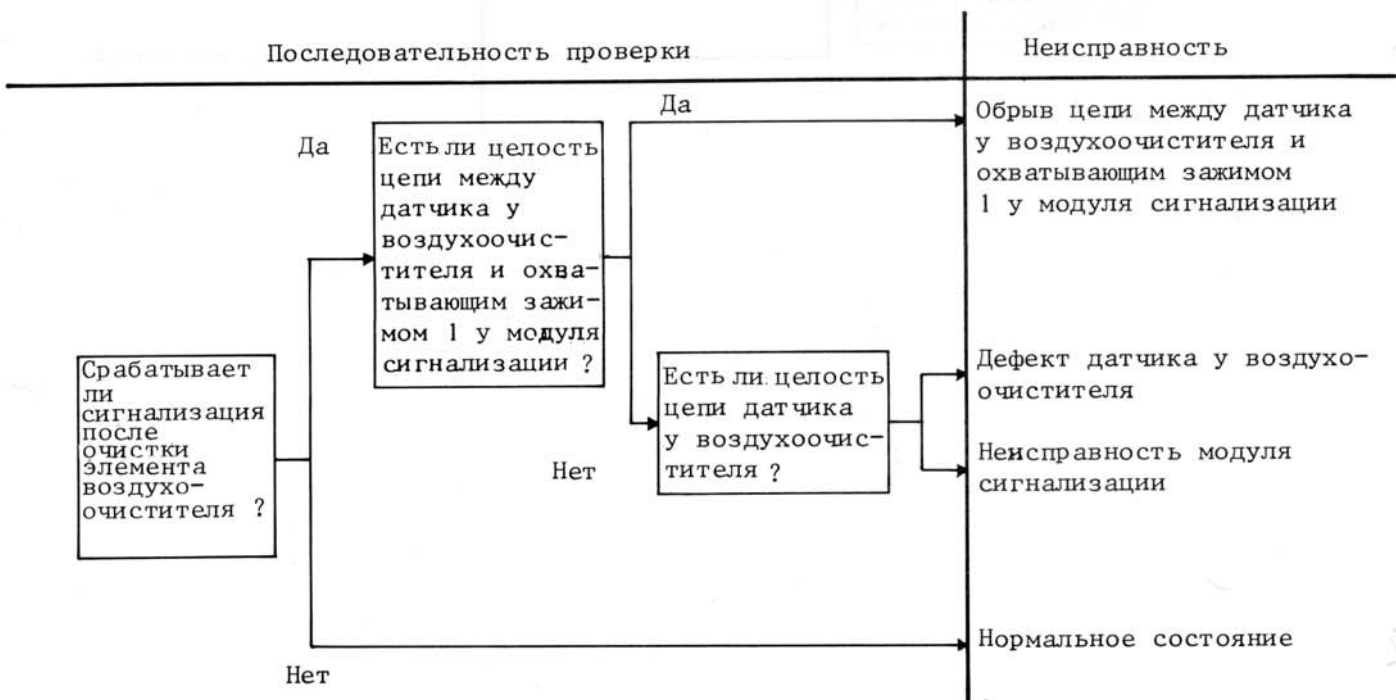 Последовательность проверки
Неисправность
Да
Да
Есть ли целость
цепи между
датчика у
воздухоочис-
тителя и охва-
тывающим зажи-
мом 1 у модуля
сигнализации ?
Обрыв цепи между датчика
у воздухоочистителя и
охватывающим зажимом
1 у модуля сигнализации
Срабатывает
ли
сигнализация
после
очистки
элемента
воздухо-
очистителя ?
Есть ли целость
цепи датчика
у воздухоочис-
тителя ?
Нет
Дефект датчика у воздухо-
очистителя
Неисправность модуля
сигнализации
Нормальное состояние
Нет